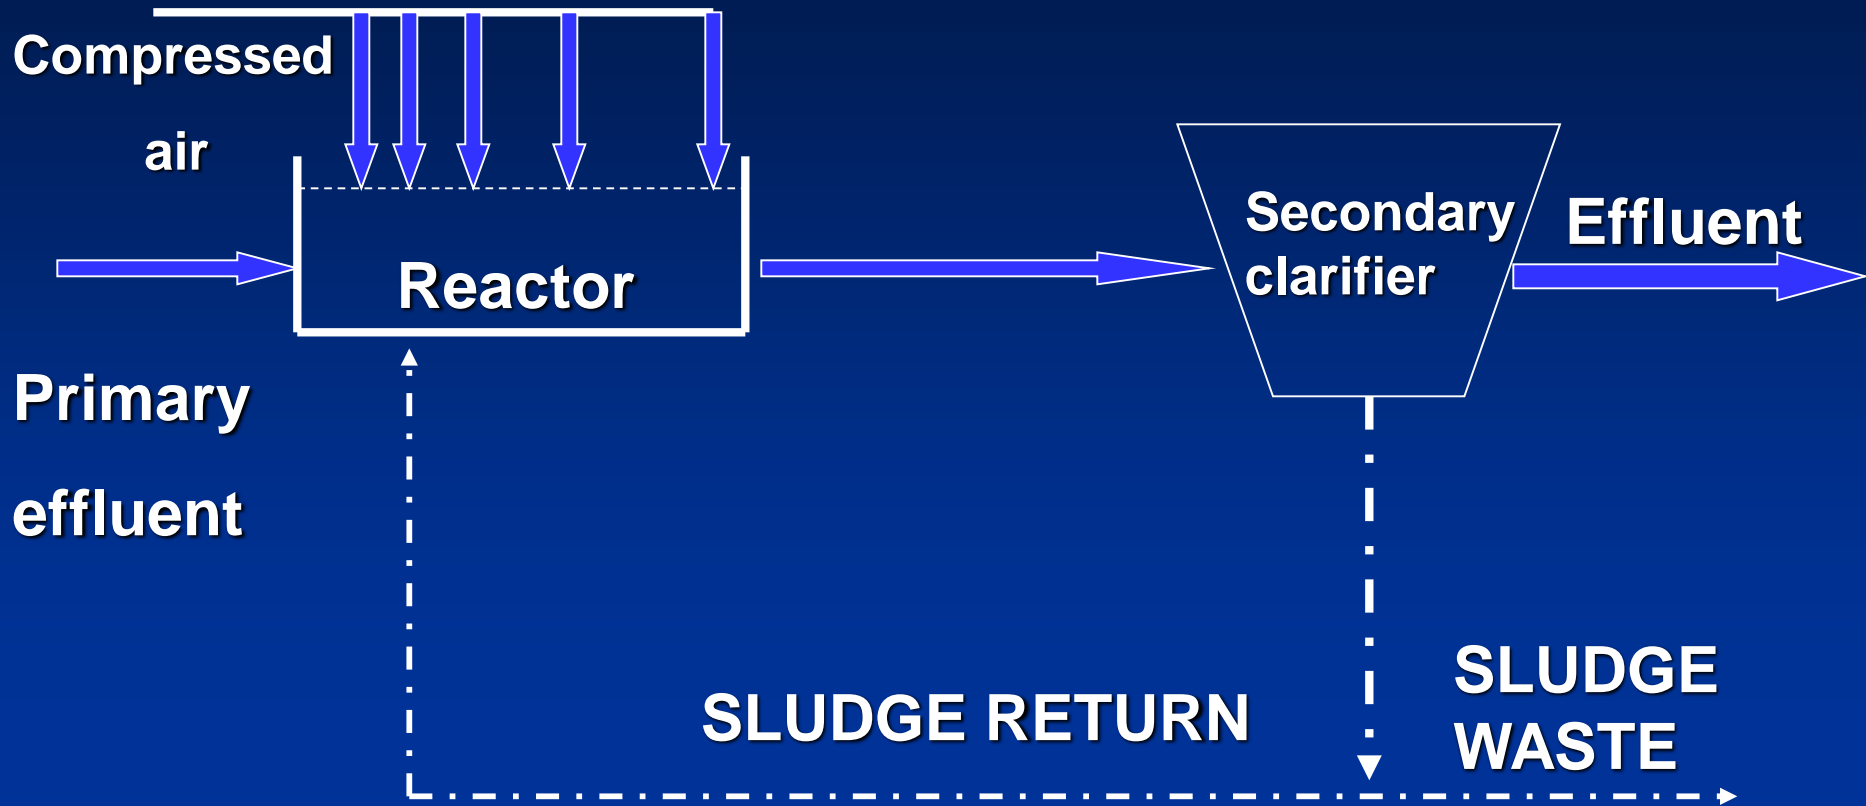 Compressed
air
Reactor
Secondary
clarifier
Effluent
Primary
effluent
SLUDGE RETURN
SLUDGE
WASTE